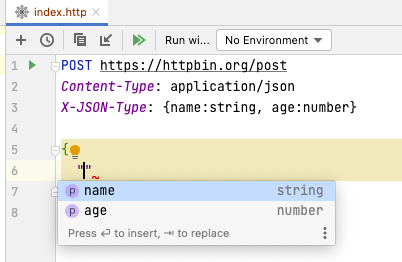 index.http
Run wi... No Environment
1 POST https://httpbin.org/post
2 Content-Type: application/json
3 X-JSON-Type: {name:string, age:number}
4
5 {
6 ""
7
8
p name string
p age number
Press ⏎ to insert, ⇥ to replace